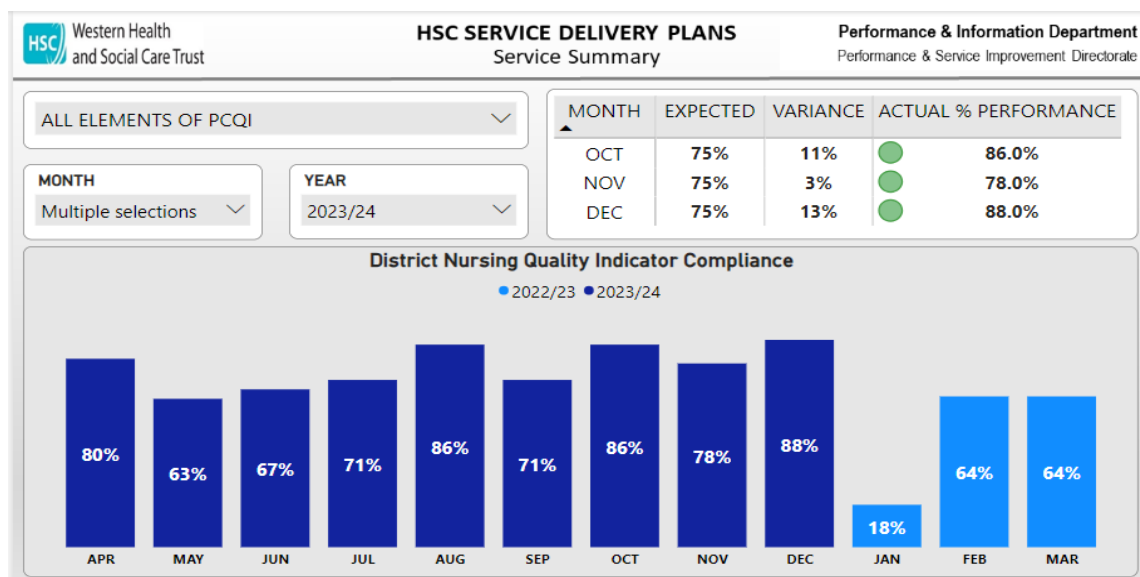 HSC
Western Health
and Social Care Trust
HSC SERVICE DELIVERY PLANS
Service Summary
Performance & Information Department
Performance & Service Improvement Directorate
ALL ELEMENTS OF PCQI
MONTH
Multiple selections
YEAR
2023/24
MONTH EXPECTED VARIANCE ACTUAL % PERFORMANCE
OCT 75% 11% 86.0%
NOV 75% 3% 78.0%
DEC 75% 13% 88.0%
District Nursing Quality Indicator Compliance
2022/23 2023/24
80% 63% 67% 71% 86% 71% 86% 78% 88% 18% 64% 64%
APR MAY JUN JUL AUG SEP OCT NOV DEC JAN FEB MAR